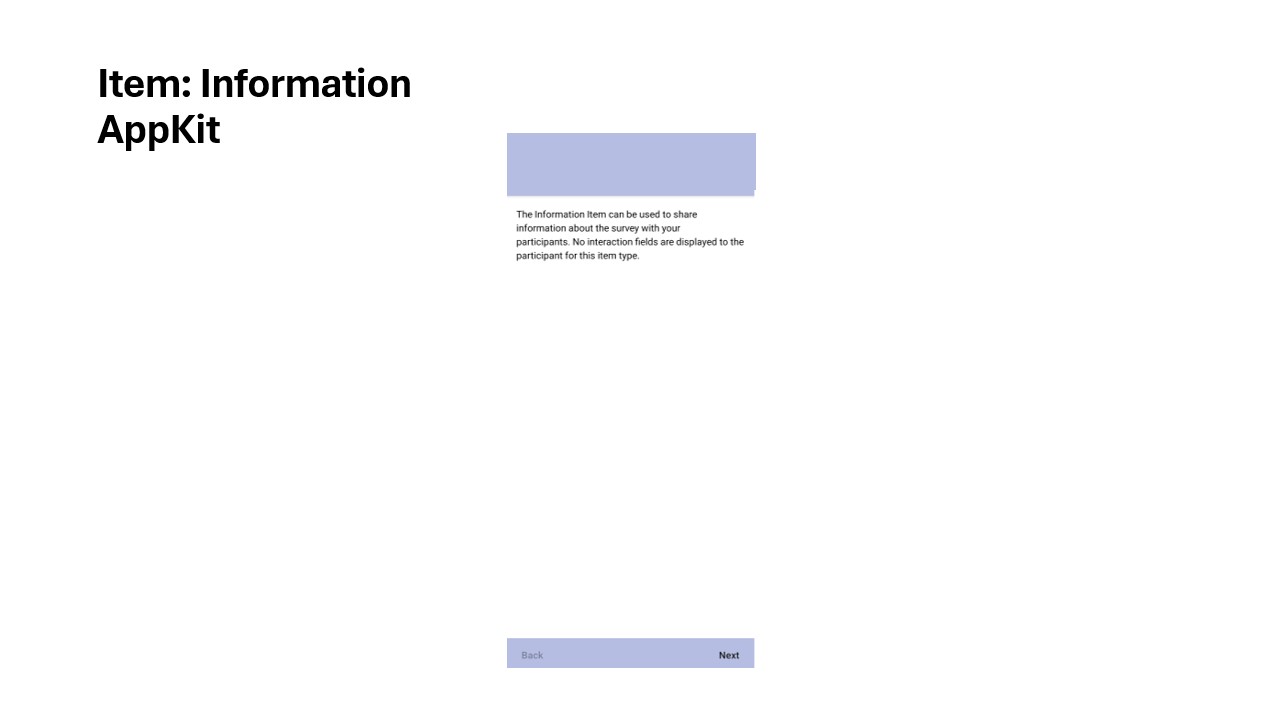 Item: Information
AppKit
The Information Item can be used to share
information about the survey with your
participants. No interaction fields are displayed to the
participant for this item type.
Back
Next